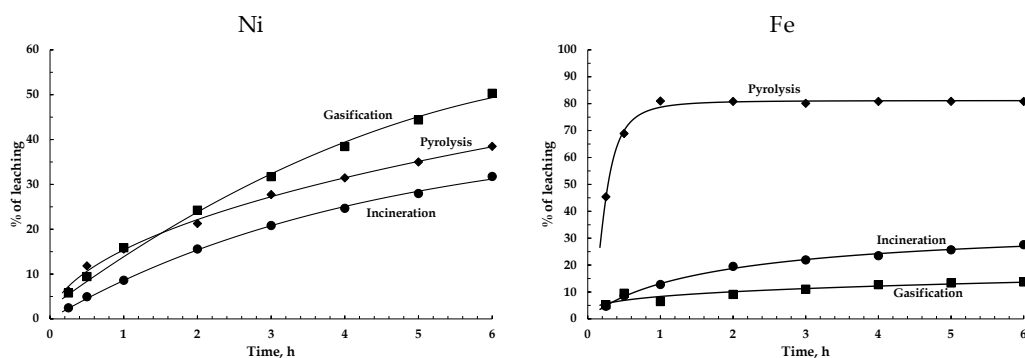 Ni
60
50
40
30
20
10
0
% of leaching
Gasification
Pyrolysis
Incineration
0 1 2 3 4 5 6
Time, h
Fe
100
90
80
70
60
50
40
30
20
10
0
% of leaching
Pyrolysis
Incineration
Gasification
0 1 2 3 4 5 6
Time, h